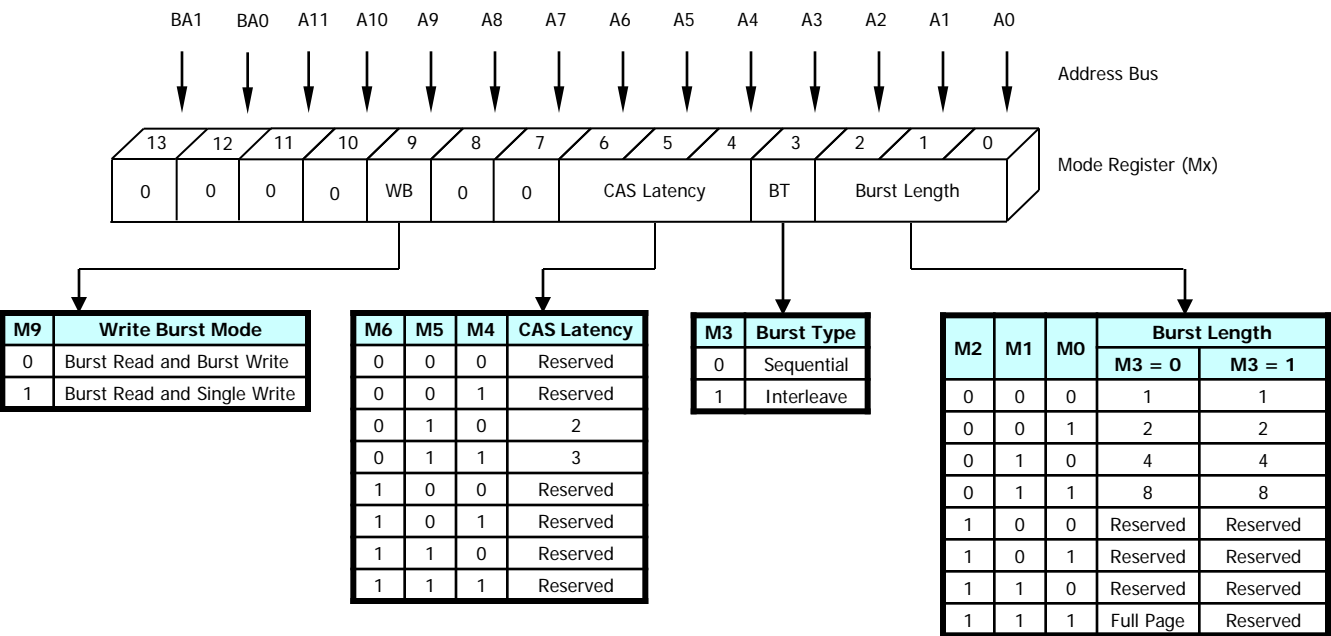 BA1 BA0 A11 A10 A9 A8 A7 A6 A5 A4 A3 A2 A1 A0
Address Bus
13 12 11 10 9 8 7 6 5 4 3 2 1 0
Mode Register (Mx)
0 0 0 0 WB 0 0 CAS Latency BT Burst Length
M9 Write Burst Mode
0 Burst Read and Burst Write
1 Burst Read and Single Write
M6 M5 M4 CAS Latency
0 0 0 Reserved
0 0 1 Reserved
0 1 0 2
0 1 1 3
1 0 0 Reserved
1 0 1 Reserved
1 1 0 Reserved
1 1 1 Reserved
M3 Burst Type
0 Sequential
1 Interleave
M2 M1 M0 Burst Length
M3 = 0 M3 = 1
0 0 0 1 1
0 0 1 2 2
0 1 0 4 4
0 1 1 8 8
1 0 0 Reserved Reserved
1 0 1 Reserved Reserved
1 1 0 Reserved Reserved
1 1 1 Full Page Reserved